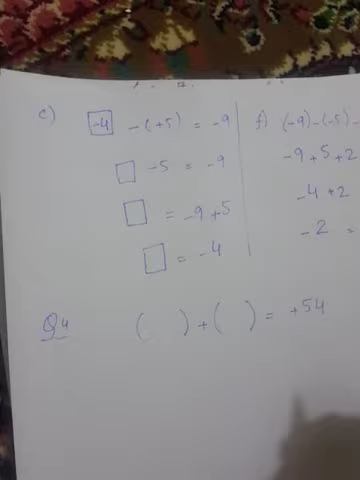 c) -4 -(+5) = -9
□ -5 = -9
□ = -9+5
□ = -4
f) (-9)-(-5)-
-9+5+2
-4+2
-2 =
Q4 ( ) + ( ) = +54